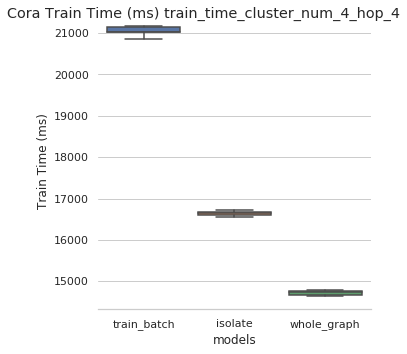 Cora Train Time (ms) train_time_cluster_num_4_hop_4
21000
20000
19000
18000
17000
16000
15000
Train Time (ms)
train_batch isolate whole_graph
models